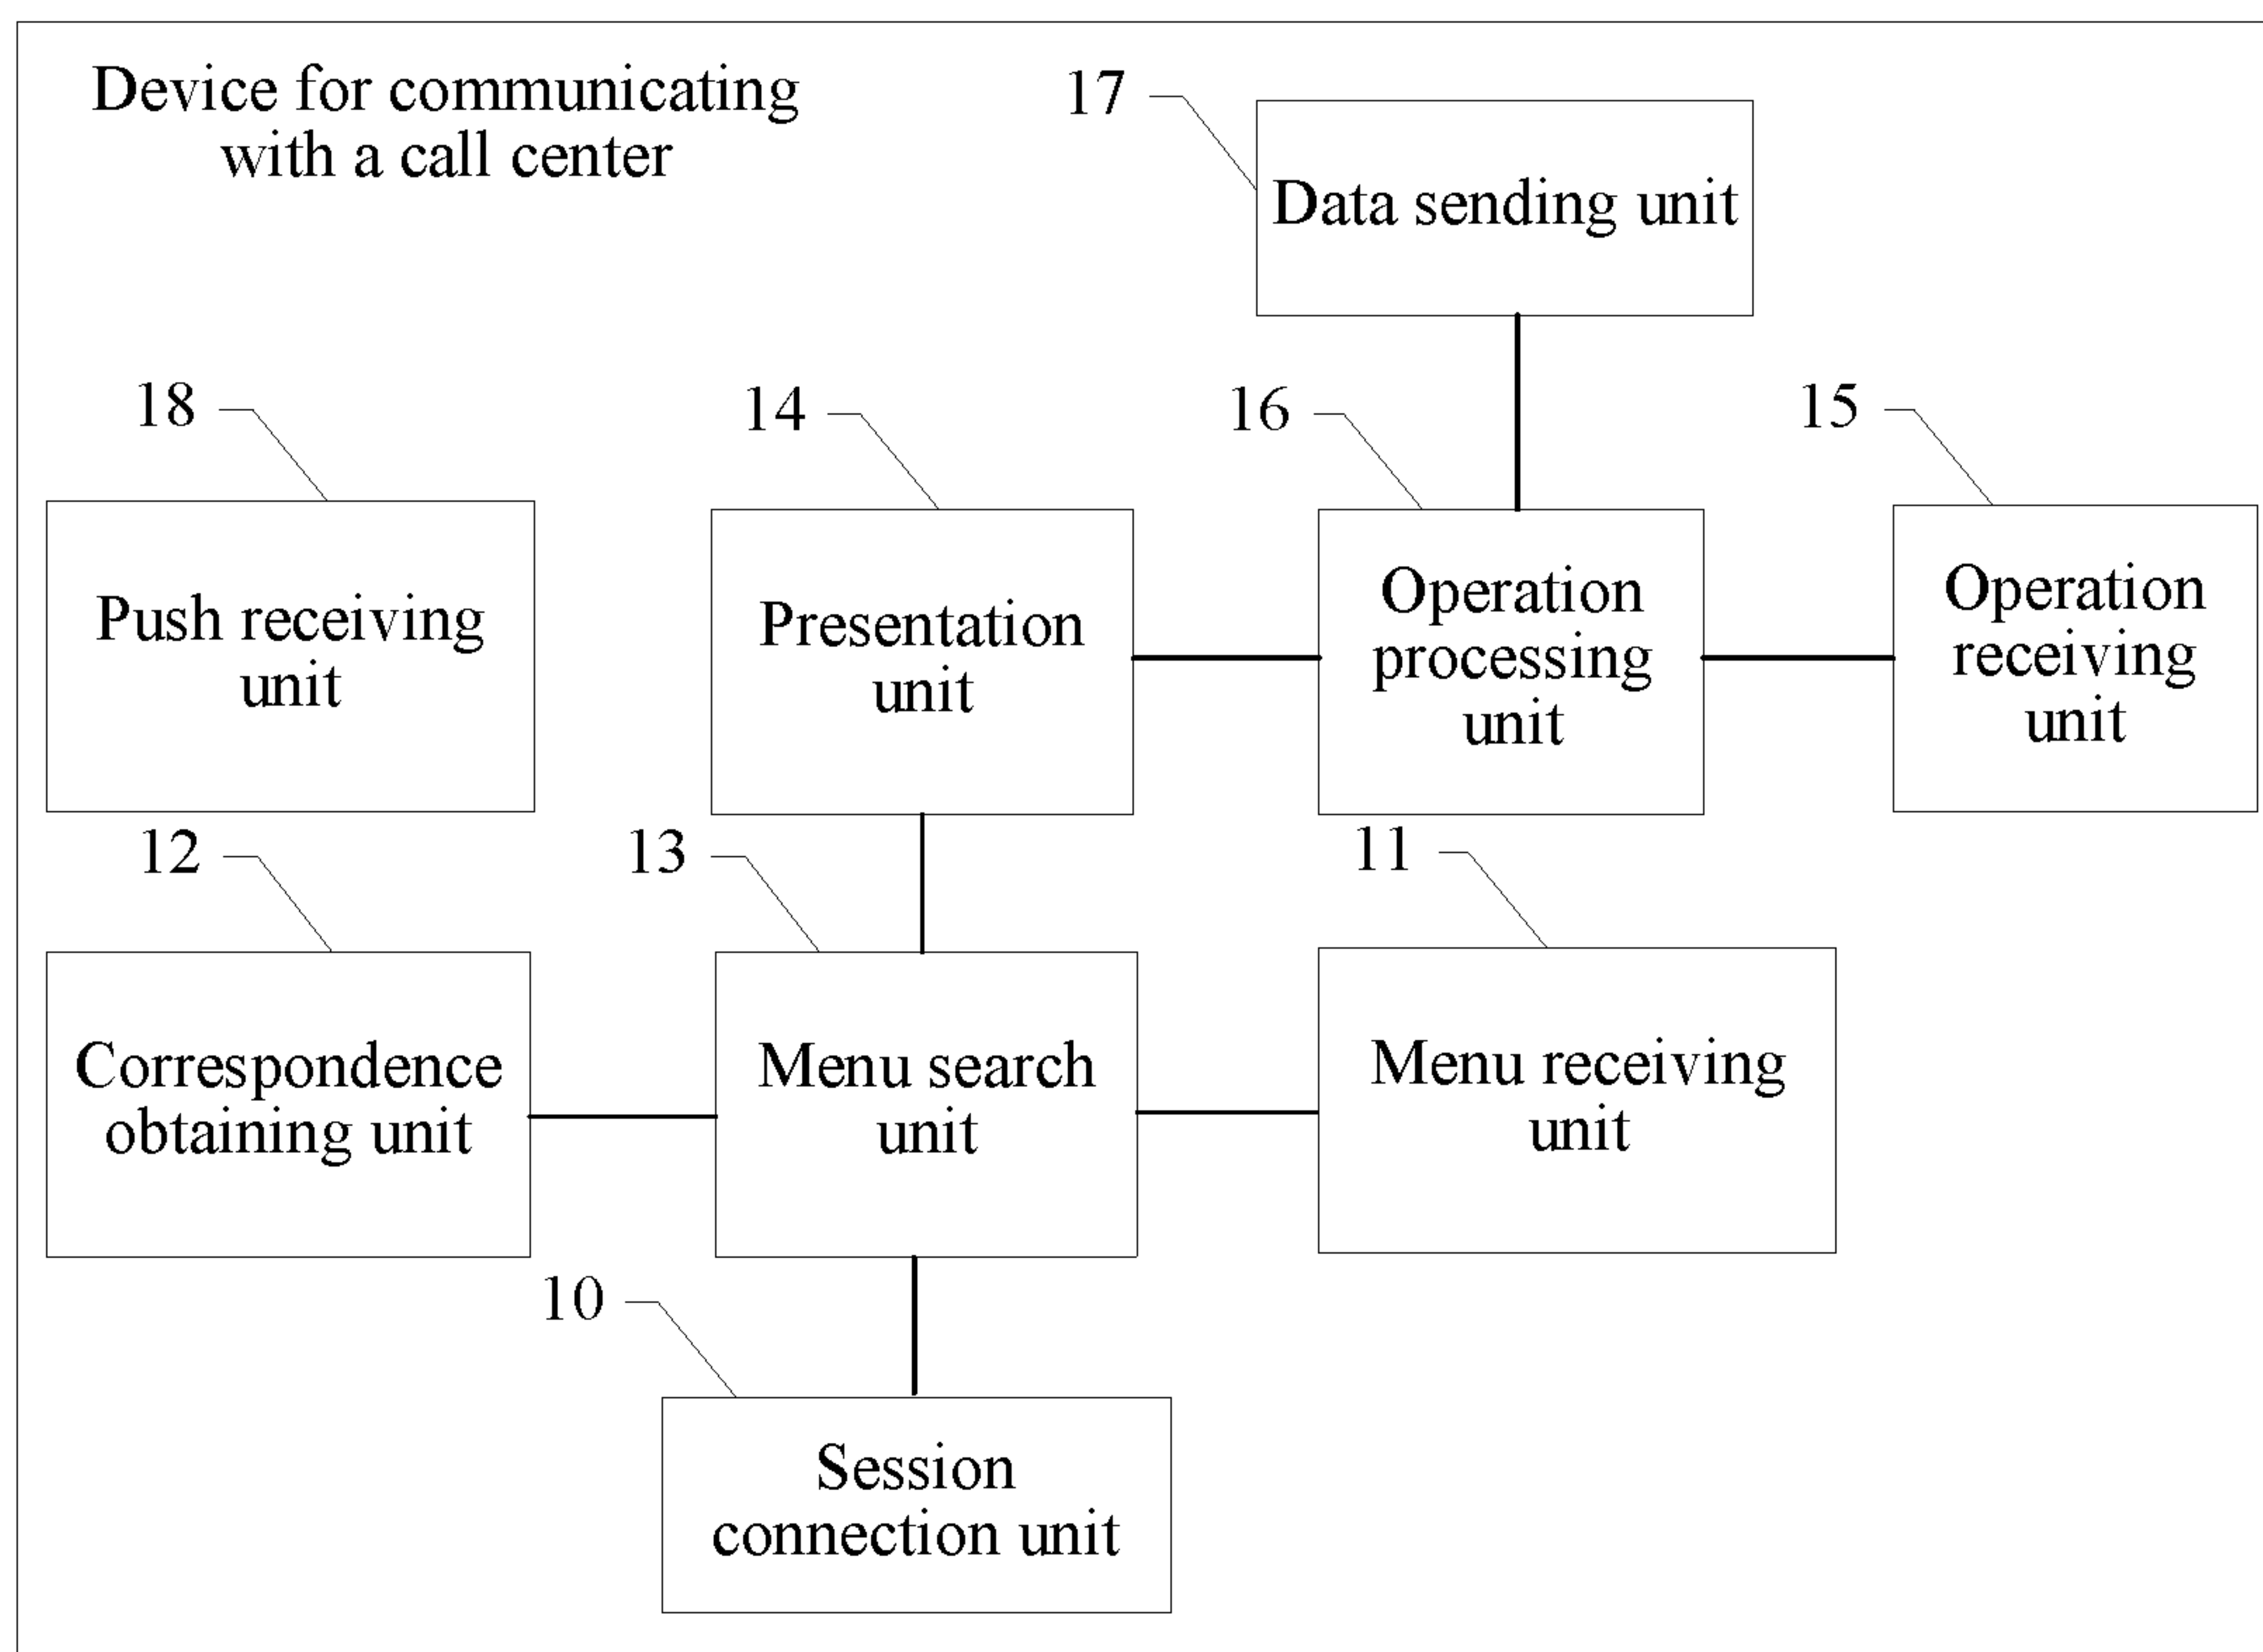 Device for communicating
with a call center
17
Data sending unit
18
14
16
15
Push receiving
unit
Presentation
unit
Operation
processing
unit
Operation
receiving
unit
12
13
11
Correspondence
obtaining unit
Menu search
unit
Menu receiving
unit
10
Session
connection unit